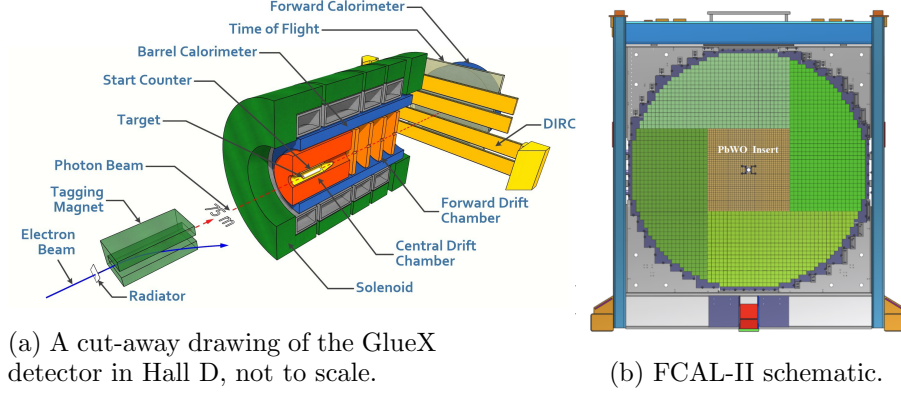 Forward Calorimeter
Time of Flight
Barrel Calorimeter
Start Counter
Target
Photon Beam
Tagging
Magnet
Electron
Beam
75 m
DIRC
Forward Drift
Chamber
Central Drift
Chamber
Solenoid
Radiator
(a) A cut-away drawing of the GlueX
detector in Hall D, not to scale.
PbWO Insert
(b) FCAL-II schematic.